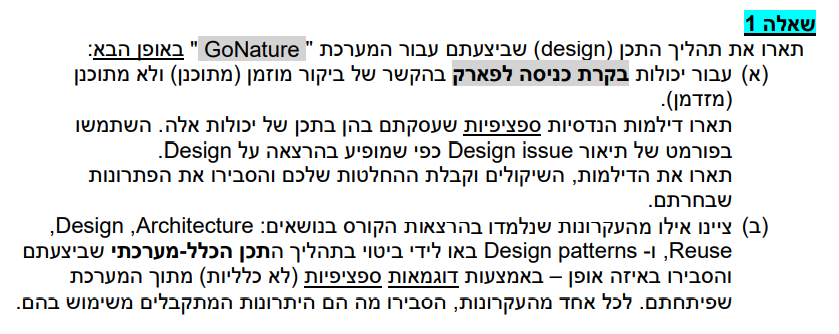 שאלה 1
תארו את תהליך התכן (design) שביצעתם עבור המערכת " GoNature " באופן הבא:
(א) עבור יכולות בקרת כניסה לפארק בהקשר של ביקור מוזמן (מתוכנן) ולא מתוכנן
(מזדמן).
תארו דילמות הנדסיות ספציפיות שעסקתם בהן בתכן של יכולות אלה. השתמשו
בפורמט של תיאור Design issue כפי שמופיע בהרצאה על Design.
תארו את הדילמות, השיקולים וקבלת ההחלטות שלכם והסבירו את הפתרונות
שבחרתם.
(ב) ציינו אילו מהעקרונות שנלמדו בהרצאות הקורס בנושאים: Design ,Architecture,
Reuse, ו- Design patterns באו לידי ביטוי בתהליך התכן הכלל-מערכתי שביצעתם
והסבירו באיזה אופן – באמצעות דוגמאות ספציפיות (לא כלליות) מתוך המערכת
שפיתחתם. לכל אחד מהעקרונות, הסבירו מה הם היתרונות המתקבלים משימוש בהם.